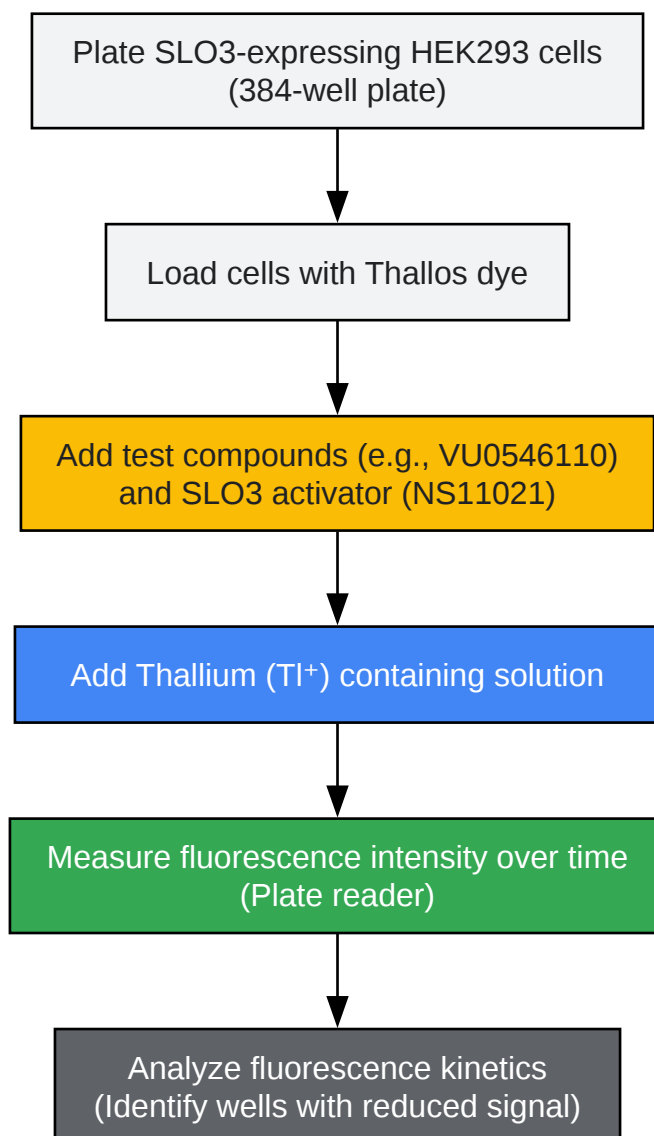 Plate SLO3-expressing HEK293 cells
(384-well plate)
Load cells with Thallos dye
Add test compounds (e.g., VU0546110)
and SLO3 activator (NS11021)
Add Thallium (Tl⁺) containing solution
Measure fluorescence intensity over time
(Plate reader)
Analyze fluorescence kinetics
(Identify wells with reduced signal)